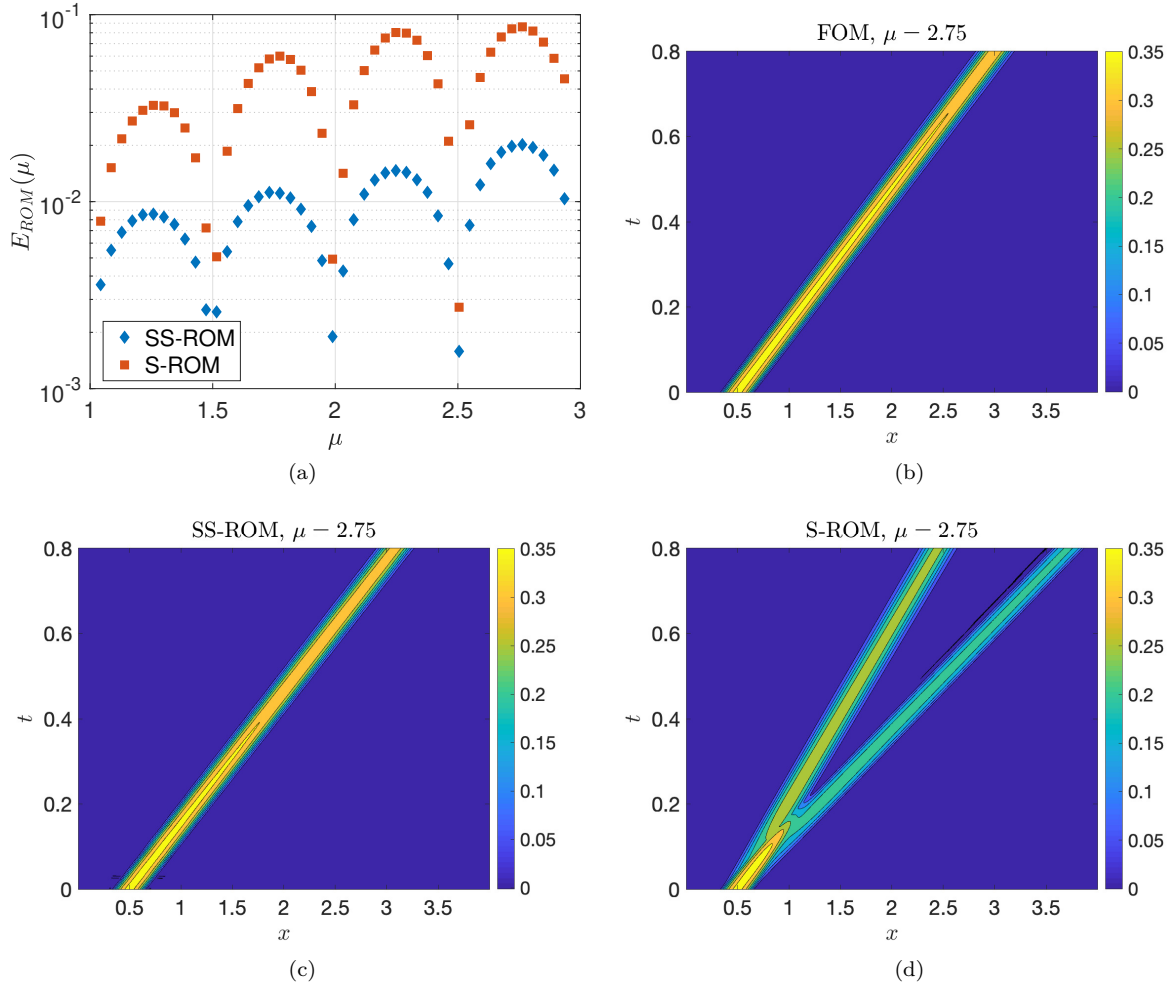 10^{-1}
10^{-2}
10^{-3}
E_{ROM}(μ)
SS-ROM
S-ROM
1 1.5 2 2.5 3
μ
(a)
FOM, μ − 2.75
0.8
0.6
0.4
0.2
0
t
0.5 1 1.5 2 2.5 3 3.5
x
0.35
0.3
0.25
0.2
0.15
0.1
0.05
0
(b)
SS-ROM, μ − 2.75
0.8
0.6
0.4
0.2
0
t
0.5 1 1.5 2 2.5 3 3.5
x
0.35
0.3
0.25
0.2
0.15
0.1
0.05
0
(c)
S-ROM, μ − 2.75
0.8
0.6
0.4
0.2
0
t
0.5 1 1.5 2 2.5 3 3.5
x
0.35
0.3
0.25
0.2
0.15
0.1
0.05
0
(d)